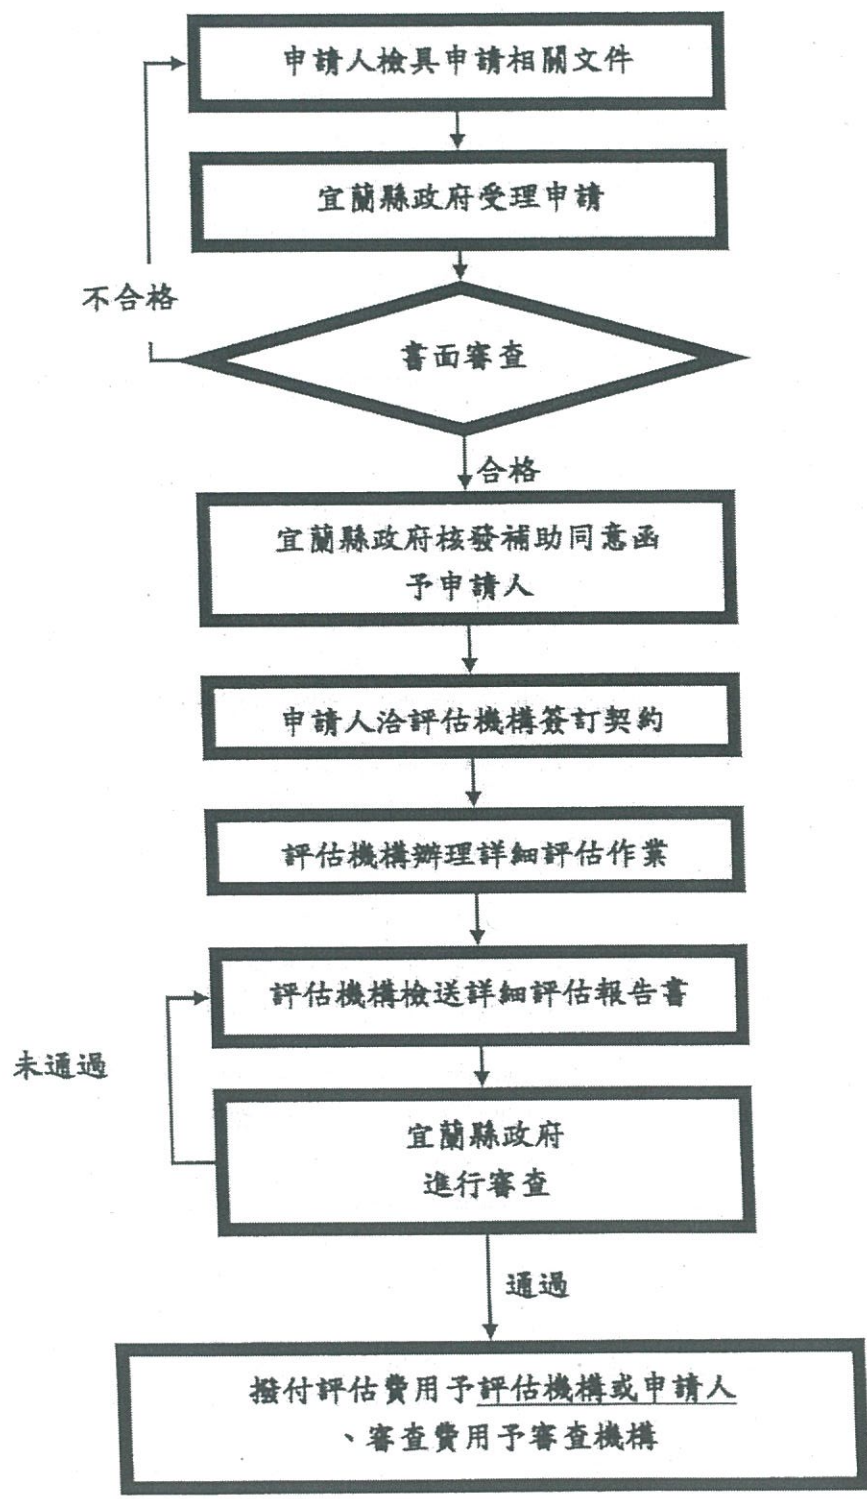 申請人檢具申請相關文件
宜蘭縣政府受理申請
不合格
書面審查
合格
宜蘭縣政府核發補助同意函
予申請人
申請人洽評估機構簽訂契約
評估機構辦理詳細評估作業
評估機構檢送詳細評估報告書
未通過
宜蘭縣政府
進行審查
通過
撥付評估費用予評估機構或申請人
、審查費用予審查機構